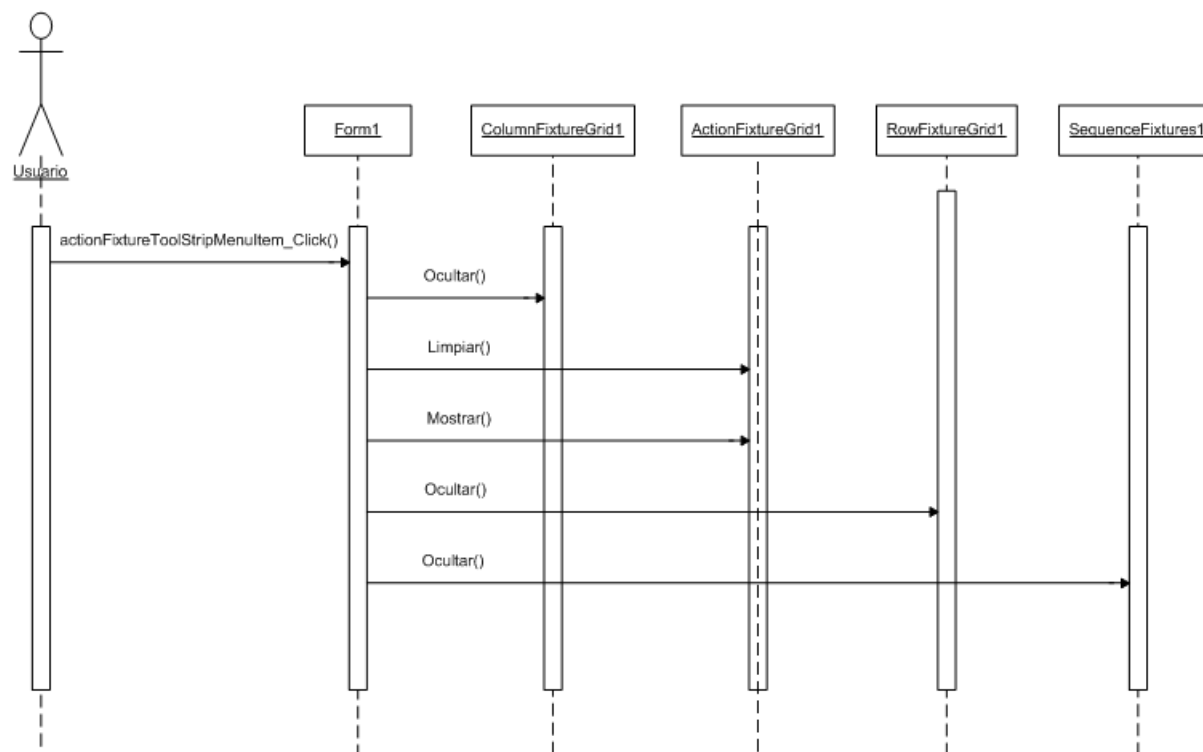 Usuario
Form1
ColumnFixtureGrid1
ActionFixtureGrid1
RowFixtureGrid1
SequenceFixtures1
actionFixtureToolStripMenuItem_Click()
Ocultar()
Limpiar()
Mostrar()
Ocultar()
Ocultar()